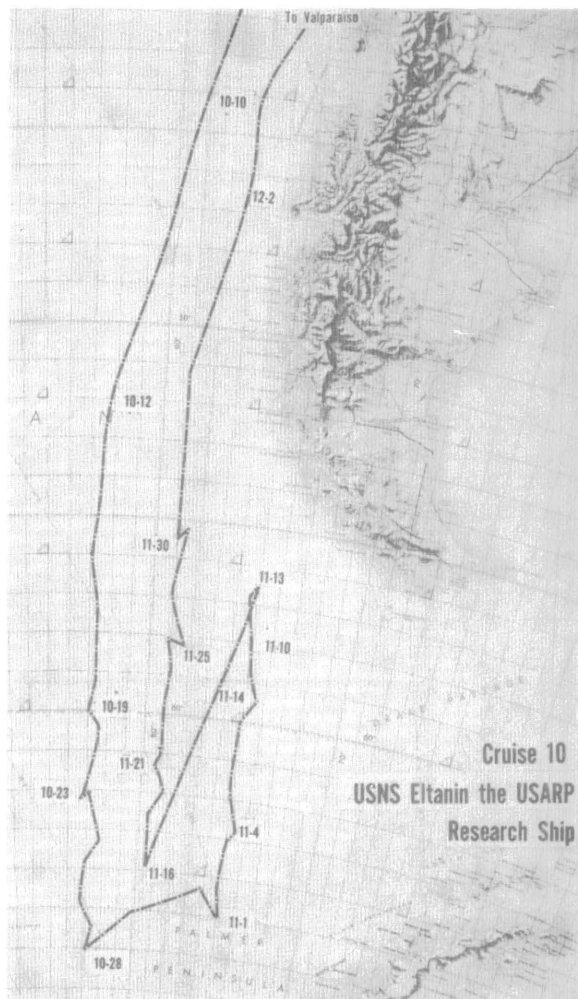 To Valparaiso
10-10
12-2
10-12
A
N
11-30
11-13
11-25
11-10
11-14
10-19
DRAKE PASSAGE
11-21
10-23
Cruise 10
USNS Eltanin the USARP
Research Ship
11-4
11-16
11-1
PALMER
10-28
PENINSULA